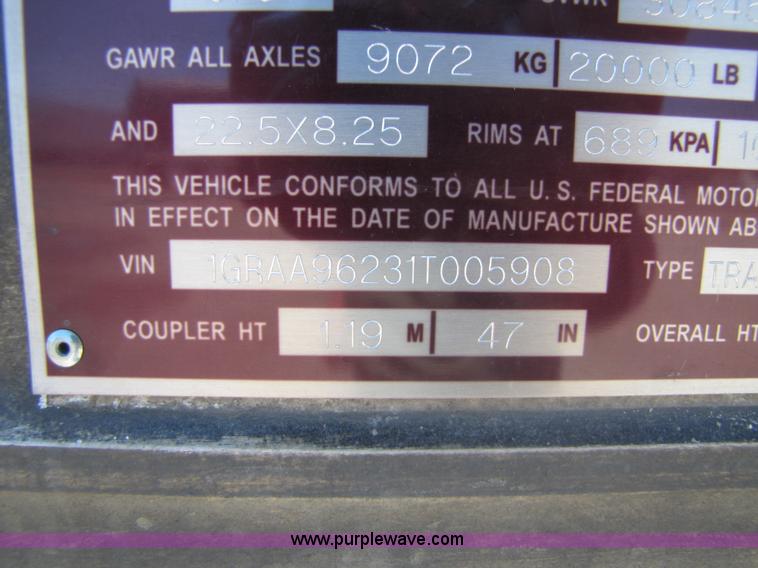 GAWR ALL AXLES 9072 KG 20000 LB
AND 22.5X8.25 RIMS AT 689 KPA
THIS VEHICLE CONFORMS TO ALL U.S. FEDERAL MOTOR
IN EFFECT ON THE DATE OF MANUFACTURE SHOWN AB
VIN 1GRAA96231T005908 TYPE TRA
COUPLER HT 1.19 M 47 IN OVERALL HT
www.purplewave.com